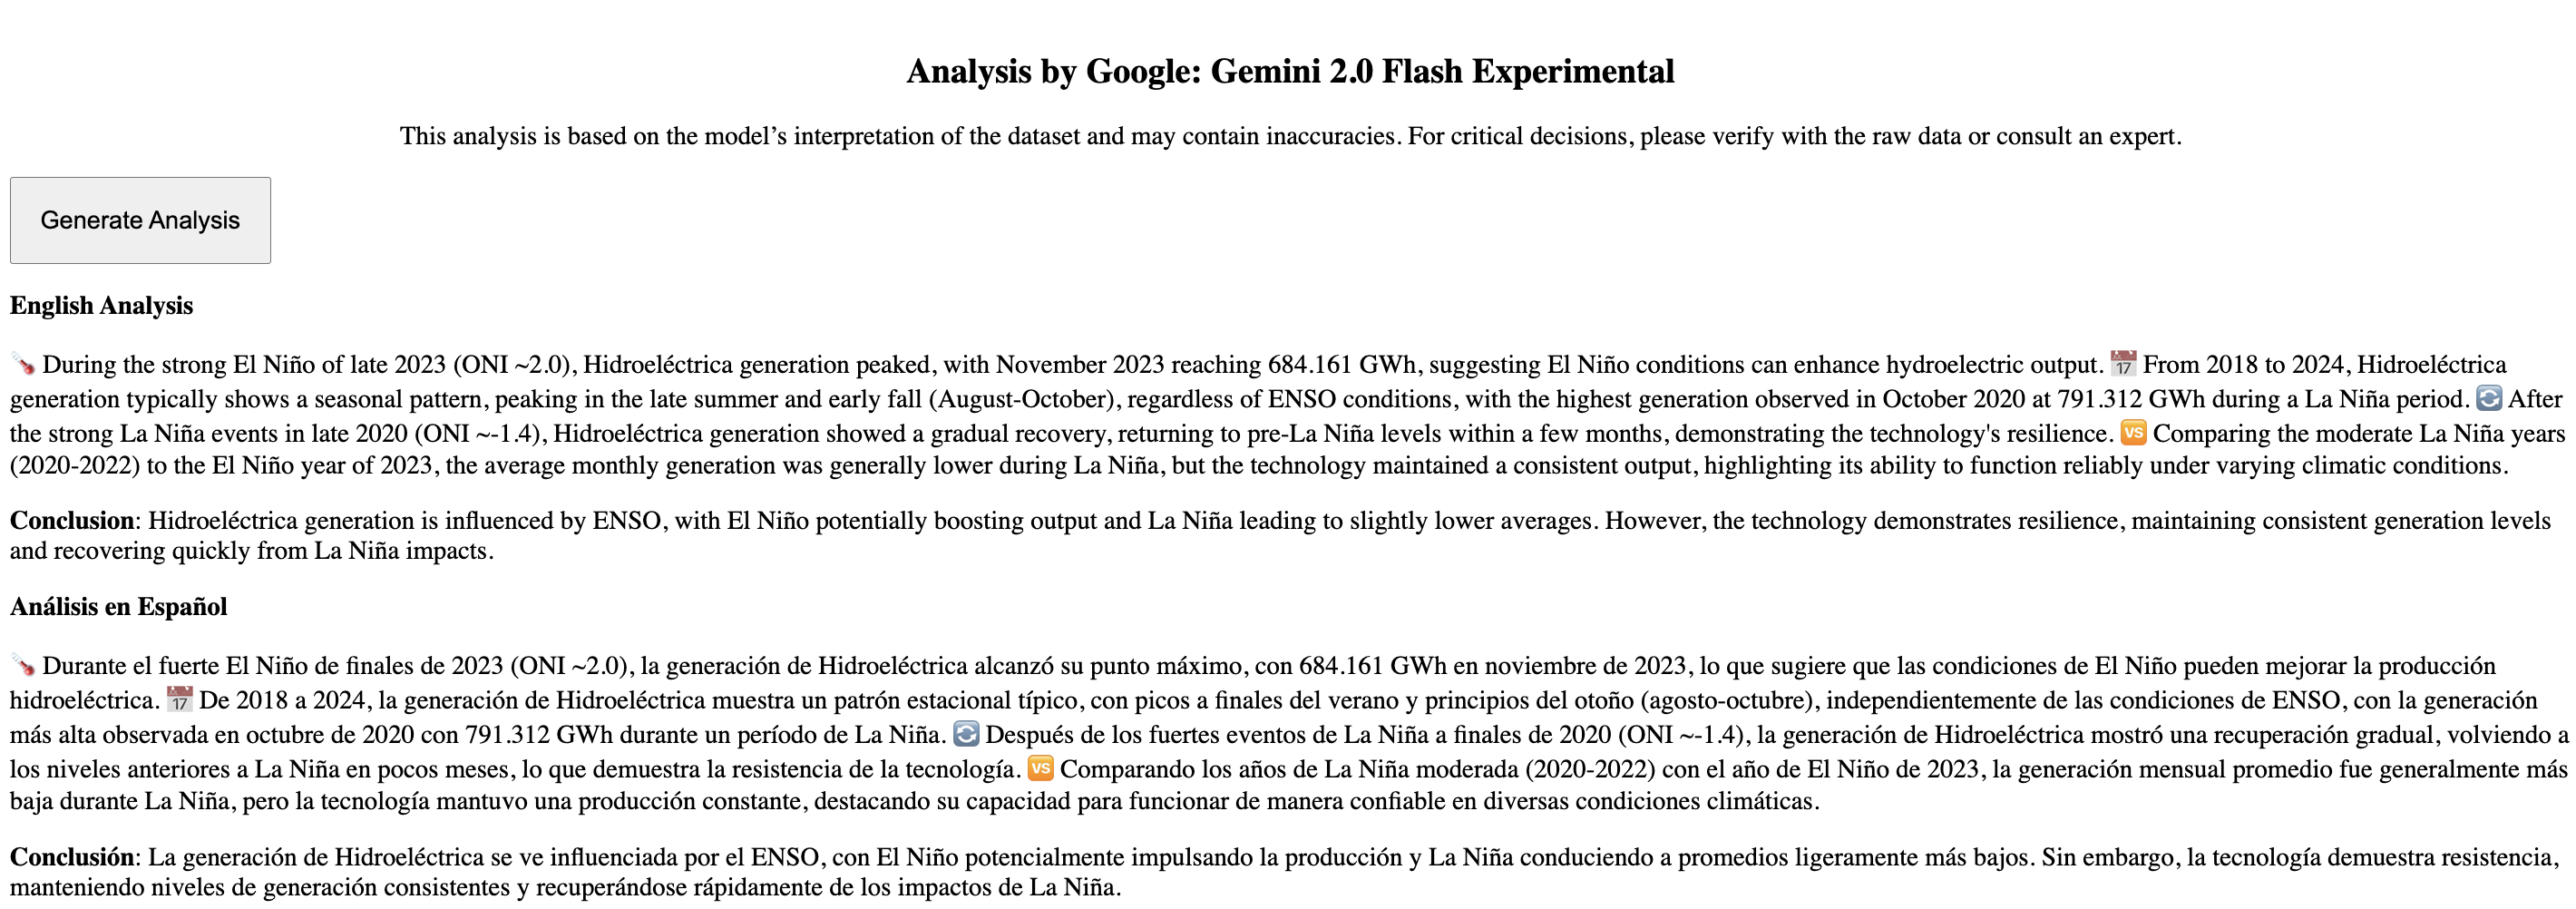 Analysis by Google: Gemini 2.0 Flash Experimental
This analysis is based on the model’s interpretation of the dataset and may contain inaccuracies. For critical decisions, please verify with the raw data or consult an expert.
Generate Analysis
English Analysis
🌡️ During the strong El Niño of late 2023 (ONI ~2.0), Hidroeléctrica generation peaked, with November 2023 reaching 684.161 GWh, suggesting El Niño conditions can enhance hydroelectric output. 📅 From 2018 to 2024, Hidroeléctrica
generation typically shows a seasonal pattern, peaking in the late summer and early fall (August-October), regardless of ENSO conditions, with the highest generation observed in October 2020 at 791.312 GWh during a La Niña period. 🔄 After
the strong La Niña events in late 2020 (ONI ~-1.4), Hidroeléctrica generation showed a gradual recovery, returning to pre-La Niña levels within a few months, demonstrating the technology's resilience. 🆚 Comparing the moderate La Niña years
(2020-2022) to the El Niño year of 2023, the average monthly generation was generally lower during La Niña, but the technology maintained a consistent output, highlighting its ability to function reliably under varying climatic conditions.
Conclusion: Hidroeléctrica generation is influenced by ENSO, with El Niño potentially boosting output and La Niña leading to slightly lower averages. However, the technology demonstrates resilience, maintaining consistent generation levels
and recovering quickly from La Niña impacts.
Análisis en Español
🌡️ Durante el fuerte El Niño de finales de 2023 (ONI ~2.0), la generación de Hidroeléctrica alcanzó su punto máximo, con 684.161 GWh en noviembre de 2023, lo que sugiere que las condiciones de El Niño pueden mejorar la producción
hidroeléctrica. 📅 De 2018 a 2024, la generación de Hidroeléctrica muestra un patrón estacional típico, con picos a finales del verano y principios del otoño (agosto-octubre), independientemente de las condiciones de ENSO, con la generación
más alta observada en octubre de 2020 con 791.312 GWh durante un período de La Niña. 🔄 Después de los fuertes eventos de La Niña a finales de 2020 (ONI ~-1.4), la generación de Hidroeléctrica mostró una recuperación gradual, volviendo a
los niveles anteriores a La Niña en pocos meses, lo que demuestra la resistencia de la tecnología. 🆚 Comparando los años de La Niña moderada (2020-2022) con el año de El Niño de 2023, la generación mensual promedio fue generalmente más
baja durante La Niña, pero la tecnología mantuvo una producción constante, destacando su capacidad para funcionar de manera confiable en diversas condiciones climáticas.
Conclusión: La generación de Hidroeléctrica se ve influenciada por el ENSO, con El Niño potencialmente impulsando la producción y La Niña conduciendo a promedios ligeramente más bajos. Sin embargo, la tecnología demuestra resistencia,
manteniendo niveles de generación consistentes y recuperándose rápidamente de los impactos de La Niña.